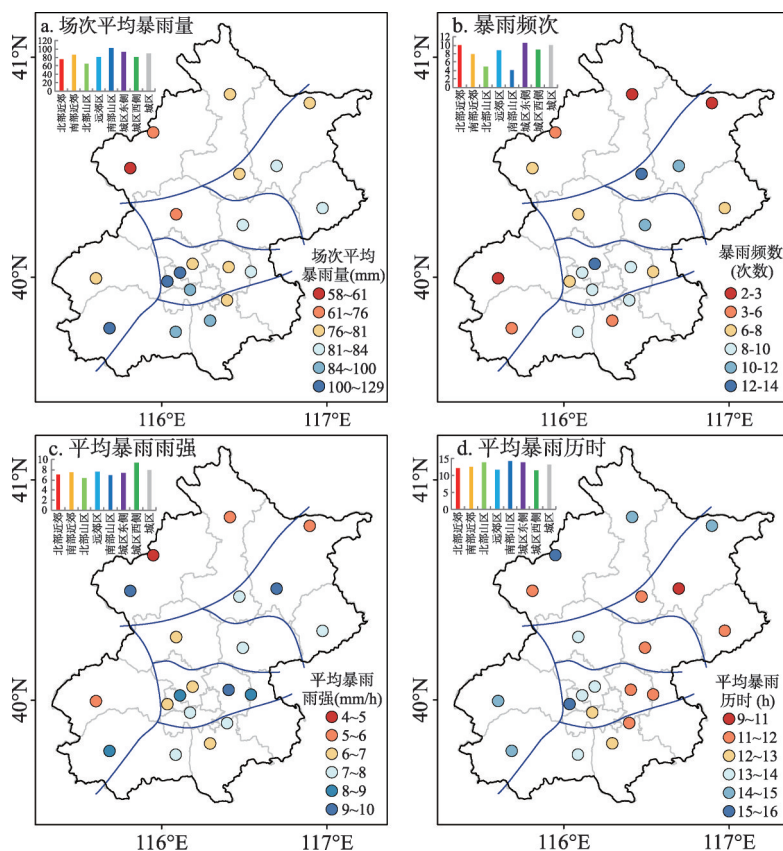 a. 场次平均暴雨量
120
100
80
60
40
20
0
北部近郊
南部近郊
北部山区
远郊区
南部山区
城区东侧
城区西侧
城区
41°N
40°N
场次平均
暴雨量(mm)
58~61
61~76
76~81
81~84
84~100
100~129
116°E
117°E
b. 暴雨频次
12
10
8
6
4
2
0
北部近郊
南部近郊
北部山区
远郊区
南部山区
城区东侧
城区西侧
城区
41°N
40°N
暴雨频数
(次数)
2-3
3-6
6-8
8-10
10-12
12-14
116°E
117°E
c. 平均暴雨雨强
10
8
6
4
2
0
北部近郊
南部近郊
北部山区
远郊区
南部山区
城区东侧
城区西侧
城区
41°N
40°N
平均暴雨
雨强(mm/h)
4~5
5~6
6~7
7~8
8~9
9~10
116°E
117°E
d. 平均暴雨历时
15
10
5
0
北部近郊
南部近郊
北部山区
远郊区
南部山区
城区东侧
城区西侧
城区
41°N
40°N
平均暴雨
历时 (h)
9~11
11~12
12~13
13~14
14~15
15~16
116°E
117°E